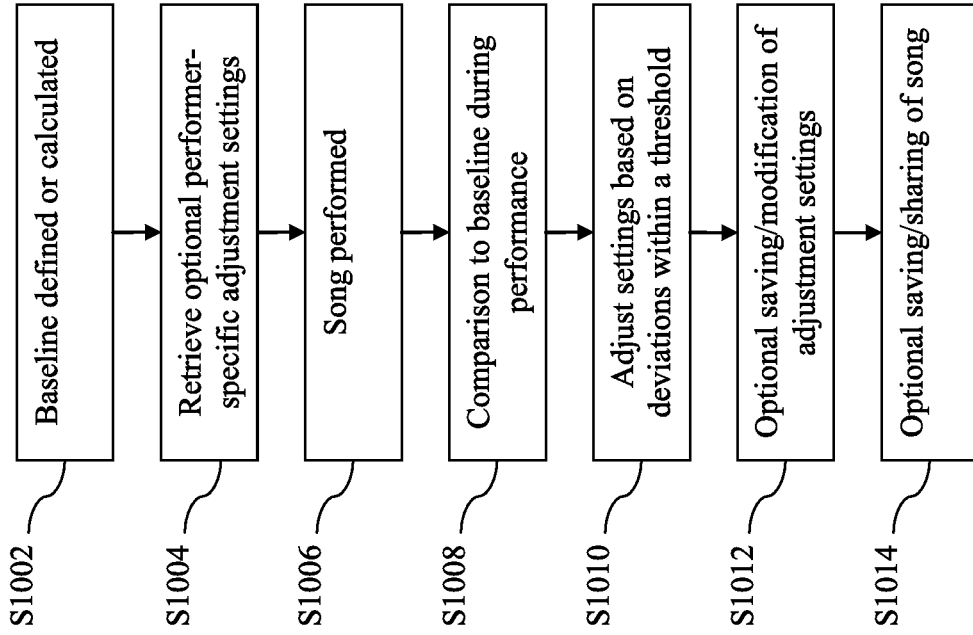 S1002
Baseline defined or calculated
S1004
Retrieve optional performer-
specific adjustment settings
S1006
Song performed
S1008
Comparison to baseline during
performance
S1010
Adjust settings based on
deviations within a threshold
S1012
Optional saving/modification of
adjustment settings
S1014
Optional saving/sharing of song